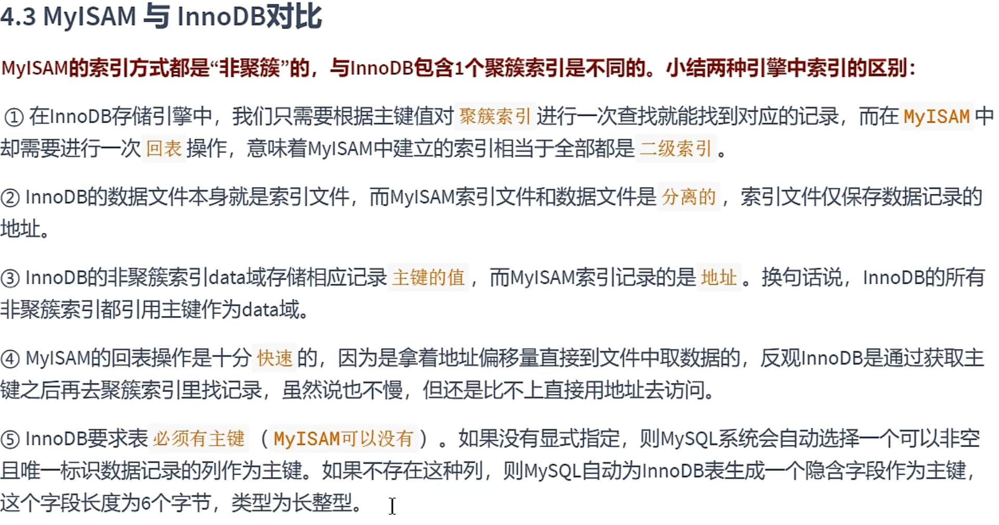 4.3 MyISAM 与 InnoDB对比
MyISAM的索引方式都是“非聚簇”的，与InnoDB包含1个聚簇索引是不同的。小结两种引擎中索引的区别：
① 在InnoDB存储引擎中，我们只需要根据主键值对 聚簇索引 进行一次查找就能找到对应的记录，而在 MyISAM 中
却需要进行一次 回表 操作，意味着MyISAM中建立的索引相当于全部都是 二级索引 。
② InnoDB的数据文件本身就是索引文件，而MyISAM索引文件和数据文件是 分离的 ，索引文件仅保存数据记录的
地址。
③ InnoDB的非聚簇索引data域存储相应记录 主键的值 ，而MyISAM索引记录的是 地址 。换句话说，InnoDB的所有
非聚簇索引都引用主键作为data域。
④ MyISAM的回表操作是十分 快速 的，因为是拿着地址偏移量直接到文件中取数据的，反观InnoDB是通过获取主
键之后再去聚簇索引里找记录，虽然说也不慢，但还是比不上直接用地址去访问。
⑤ InnoDB要求表 必须有主键 （ MyISAM可以没有 ）。如果没有显式指定，则MySQL系统会自动选择一个可以非空
且唯一标识数据记录的列作为主键。如果不存在这种列，则MySQL自动为InnoDB表生成一个隐含字段作为主键，
这个字段长度为6个字节，类型为长整型。